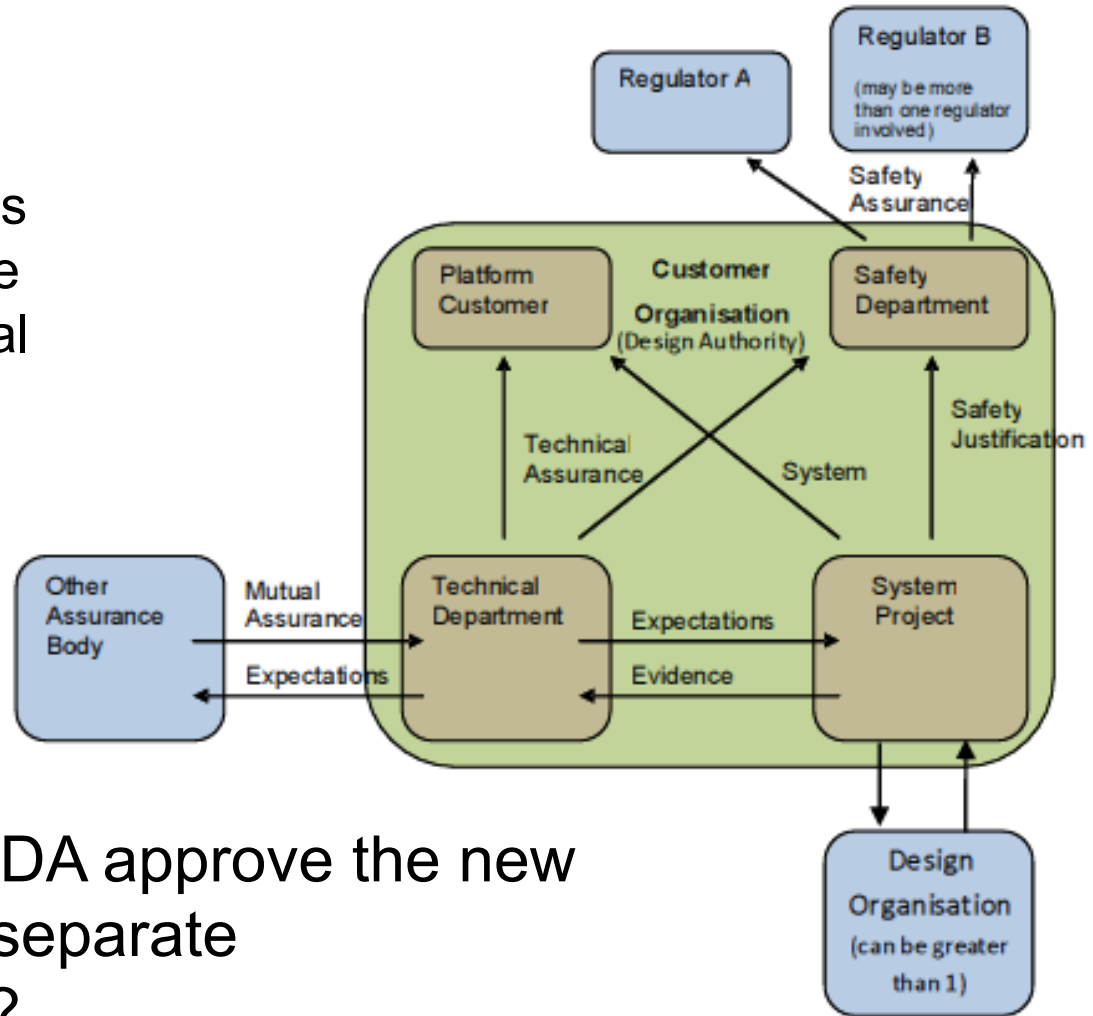 Regulator A
Regulator B
(may be more
than one regulator
involved)
s
e
al
Safety
Assurance
Platform
Customer
Customer
Organisation
(Design Authority)
Safety
Department
Technical
Assurance
System
Safety
Justification
Other
Assurance
Body
Mutual
Assurance
Expectations
Technical
Department
Expectations
Evidence
System
Project
DA approve the new
separate
?
Design
Organisation
(can be greater
than 1)